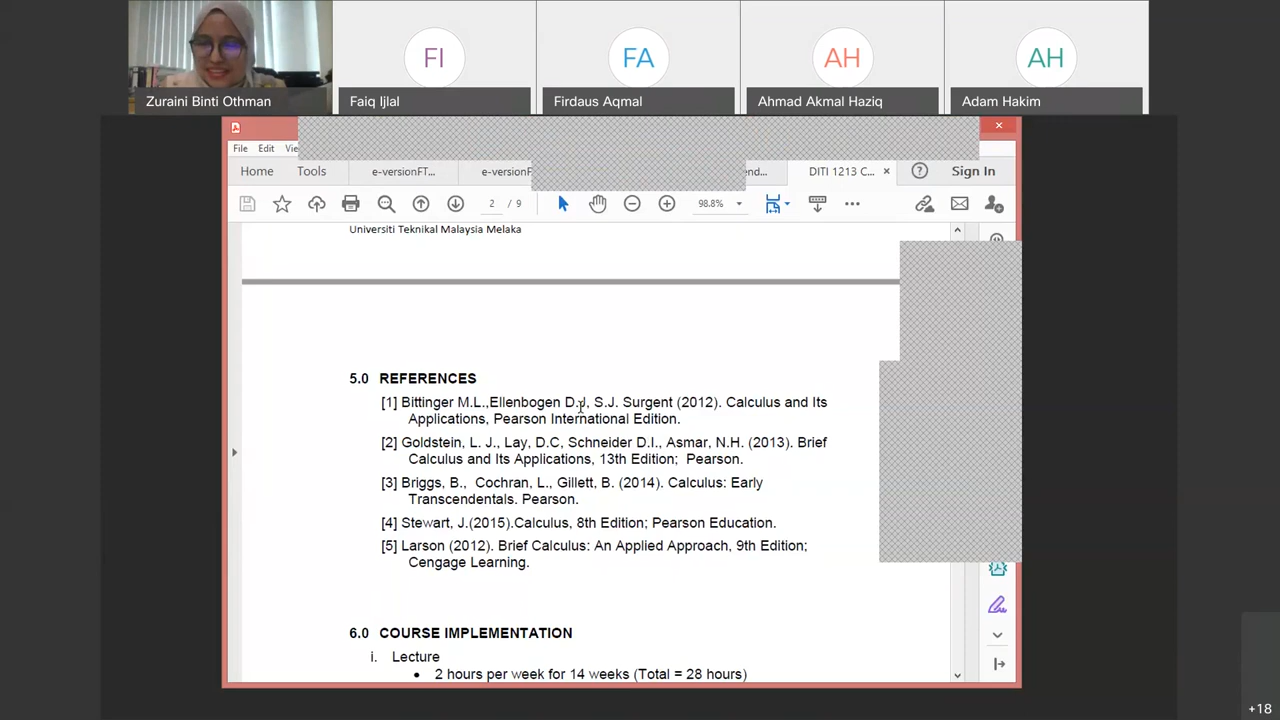 FI
FA
AH
AH
Zuraini Binti Othman
Faiq Ijlal
Firdaus Aqmal
Ahmad Akmal Haziq
Adam Hakim
File Edit Vie
Home Tools e-versionFT... e-versionF end... DITI 1213 C... × ? Sign In
2 / 9 98.8%
Universiti Teknikal Malaysia Melaka
5.0 REFERENCES
[1] Bittinger M.L.,Ellenbogen D.J, S.J. Surgent (2012). Calculus and Its
Applications, Pearson International Edition.
[2] Goldstein, L. J., Lay, D.C, Schneider D.I., Asmar, N.H. (2013). Brief
Calculus and Its Applications, 13th Edition; Pearson.
[3] Briggs, B., Cochran, L., Gillett, B. (2014). Calculus: Early
Transcendentals. Pearson.
[4] Stewart, J.(2015).Calculus, 8th Edition; Pearson Education.
[5] Larson (2012). Brief Calculus: An Applied Approach, 9th Edition;
Cengage Learning.
6.0 COURSE IMPLEMENTATION
i. Lecture
• 2 hours per week for 14 weeks (Total = 28 hours)
+18